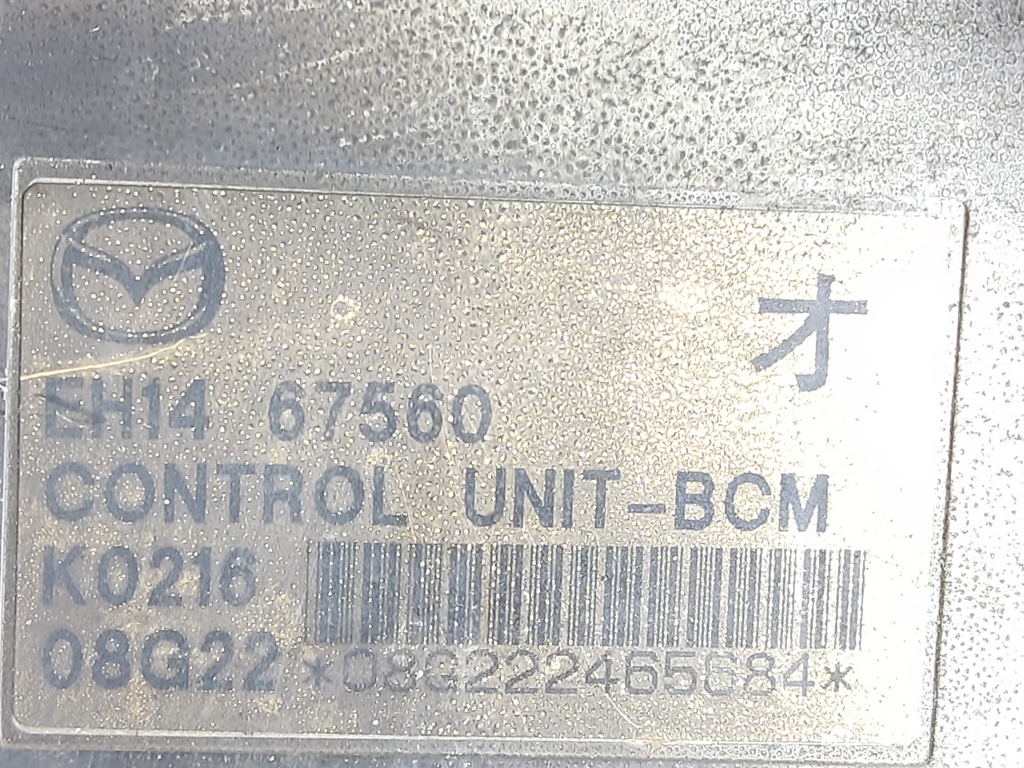 オ
EH14 67560
CONTROL UNIT-BCM
K0216
08G22 *08G222465684*